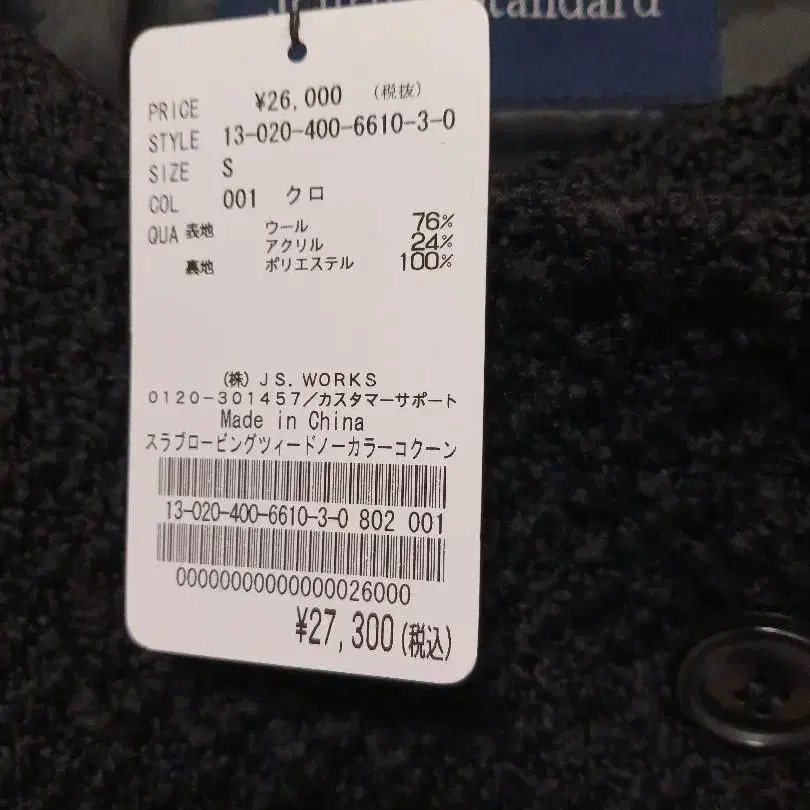 Standard
PRICE ¥26,000 (税抜)
STYLE 13-020-400-6610-3-0
SIZE S
COL 001 クロ
QUA 表地 ウール 76%
アクリル 24%
裏地 ポリエステル 100%
(株) JS. WORKS
0120-301457/カスタマーサポート
Made in China
スラブロービングツィードノーカラーコクーン
13-020-400-6610-3-0 802 001
00000000000000026000
¥27,300(税込)